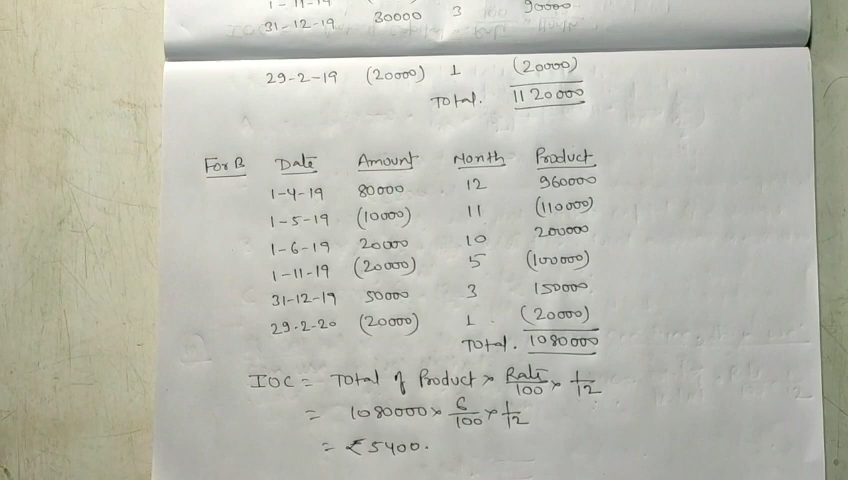 1-11-19
31-12-19 30000 3 90000
29-2-19 (20000) 1 (20000)
Total. 1120000
For B Date Amount Month Product
1-4-19 80000 12 960000
1-5-19 (10000) 11 (110000)
1-6-19 20000 10 200000
1-11-19 (20000) 5 (100000)
31-12-19 50000 3 150000
29.2.20 (20000) 1 (20000)
Total. 1080000
IOC = Total of Product × Rate/100 × 1/12
= 1080000 × 6/100 × 1/12
= ₹5400.